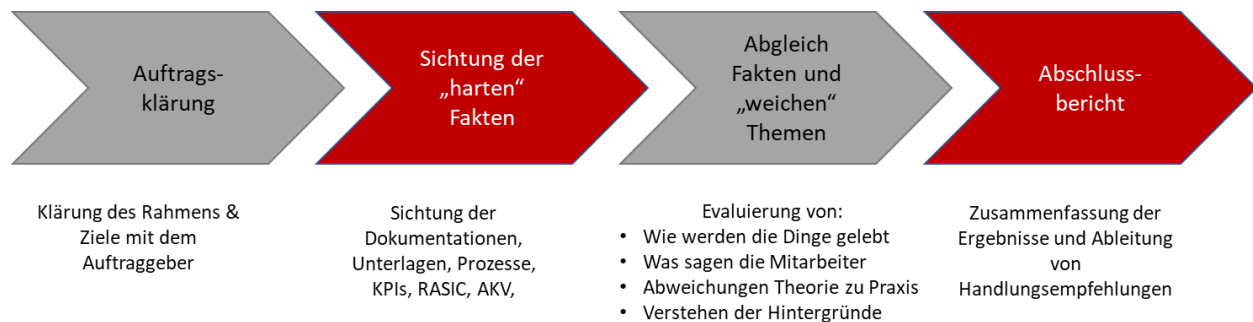 Auftrags-
klärung
Sichtung der
„harten“
Fakten
Abgleich
Fakten und
„weichen“
Themen
Abschluss-
bericht
Klärung des Rahmens &
Ziele mit dem
Auftraggeber
Sichtung der
Dokumentationen,
Unterlagen, Prozesse,
KPIs, RASIC, AKV,
Evaluierung von:
• Wie werden die Dinge gelebt
• Was sagen die Mitarbeiter
• Abweichungen Theorie zu Praxis
• Verstehen der Hintergründe
Zusammenfassung der
Ergebnisse und Ableitung
von
Handlungsempfehlungen